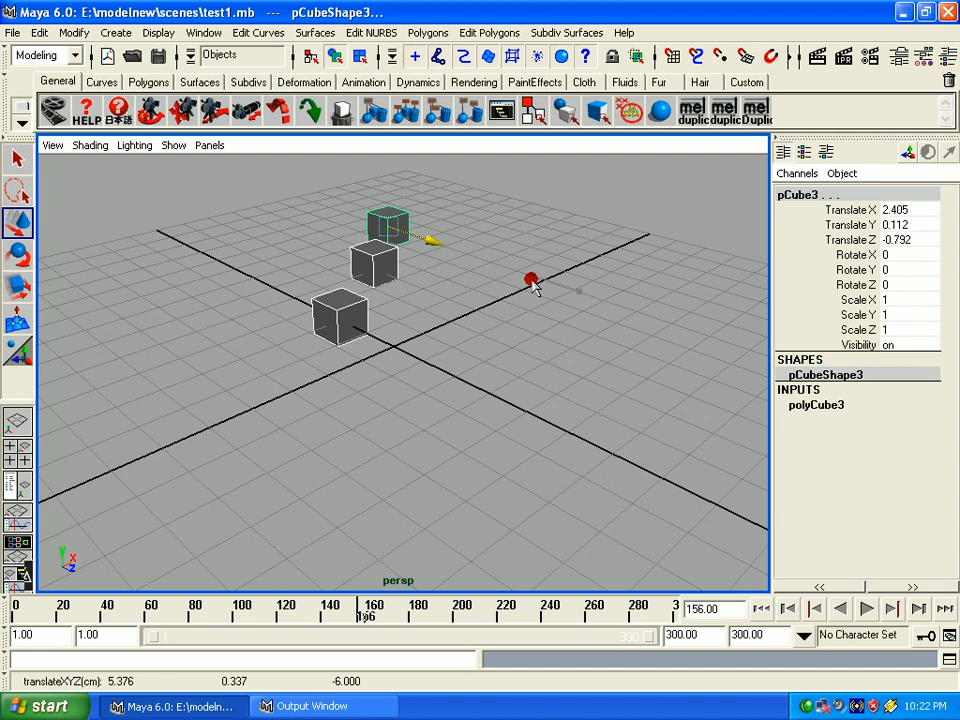 Maya 6.0: E:\modelnew\scenes\test1.mb --- pCubeShape3...
File Edit Modify Create Display Window Edit Curves Surfaces Edit NURBS Polygons Edit Polygons Subdiv Surfaces Help
Modeling Objects
General Curves Polygons Surfaces Subdivs Deformation Animation Dynamics Rendering PaintEffects Cloth Fluids Fur Hair Custom
HELP 日本語 mel mel mel
duplic duplic Duplic
View Shading Lighting Show Panels
Channels Object
pCube3 . . .
Translate X 2.405
Translate Y 0.112
Translate Z -0.792
Rotate X 0
Rotate Y 0
Rotate Z 0
Scale X 1
Scale Y 1
Scale Z 1
Visibility on
SHAPES
pCubeShape3
INPUTS
polyCube3
y x z
persp
<< >>
0 20 40 60 80 100 120 140 160 180 200 220 240 260 280 3
156 156.00
1.00 1.00 1 300 300.00 300.00 No Character Set
translateXYZ(cm): 5.376 0.337 -6.000
start Maya 6.0: E:\modeln... Output Window 10:22 PM